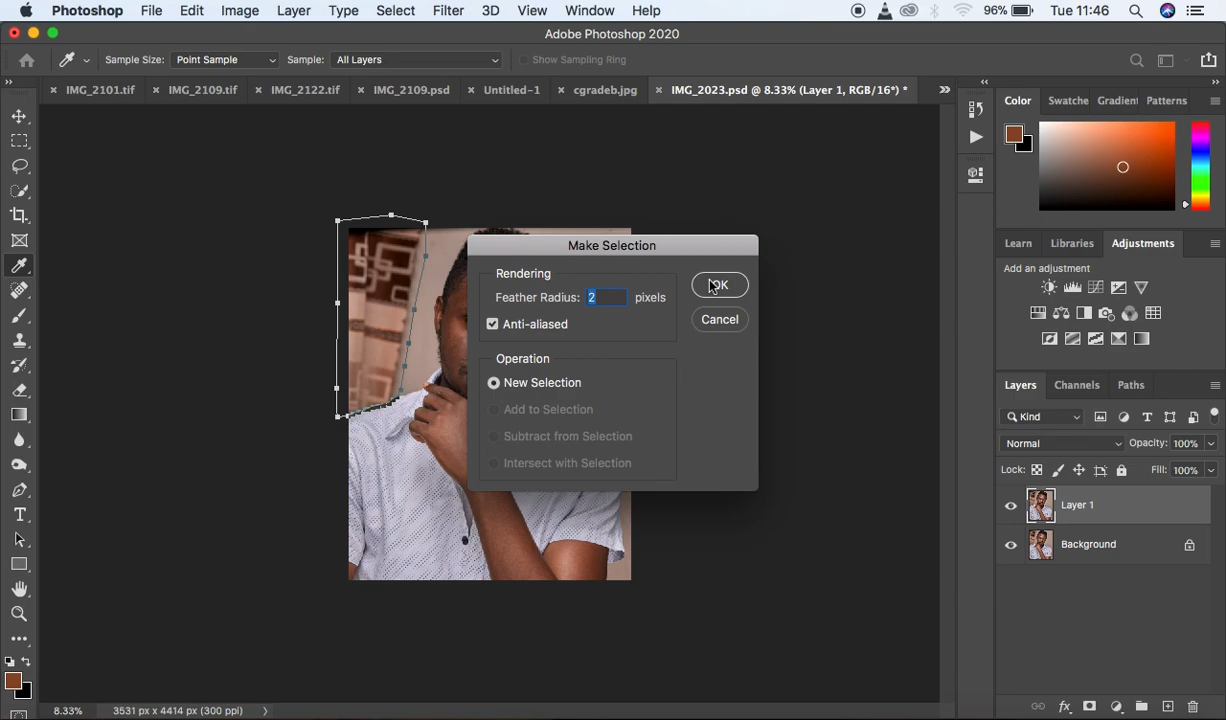 Photoshop File Edit Image Layer Type Select Filter 3D View Window Help 96% Tue 11:46
Adobe Photoshop 2020
Sample Size: Point Sample Sample: All Layers Show Sampling Ring
IMG_2101.tif IMG_2109.tif IMG_2122.tif IMG_2109.psd Untitled-1 cgradeb.jpg IMG_2023.psd @ 8.33% (Layer 1, RGB/16*) *
Color Swatche Gradient Patterns
Make Selection
Rendering
Feather Radius: 2 pixels
OK
Anti-aliased
Cancel
Operation
New Selection
Add to Selection
Subtract from Selection
Intersect with Selection
Learn Libraries Adjustments
Add an adjustment
Layers Channels Paths
Kind
Normal Opacity: 100%
Lock: Fill: 100%
Layer 1
Background
8.33% 3531 px x 4414 px (300 ppi)